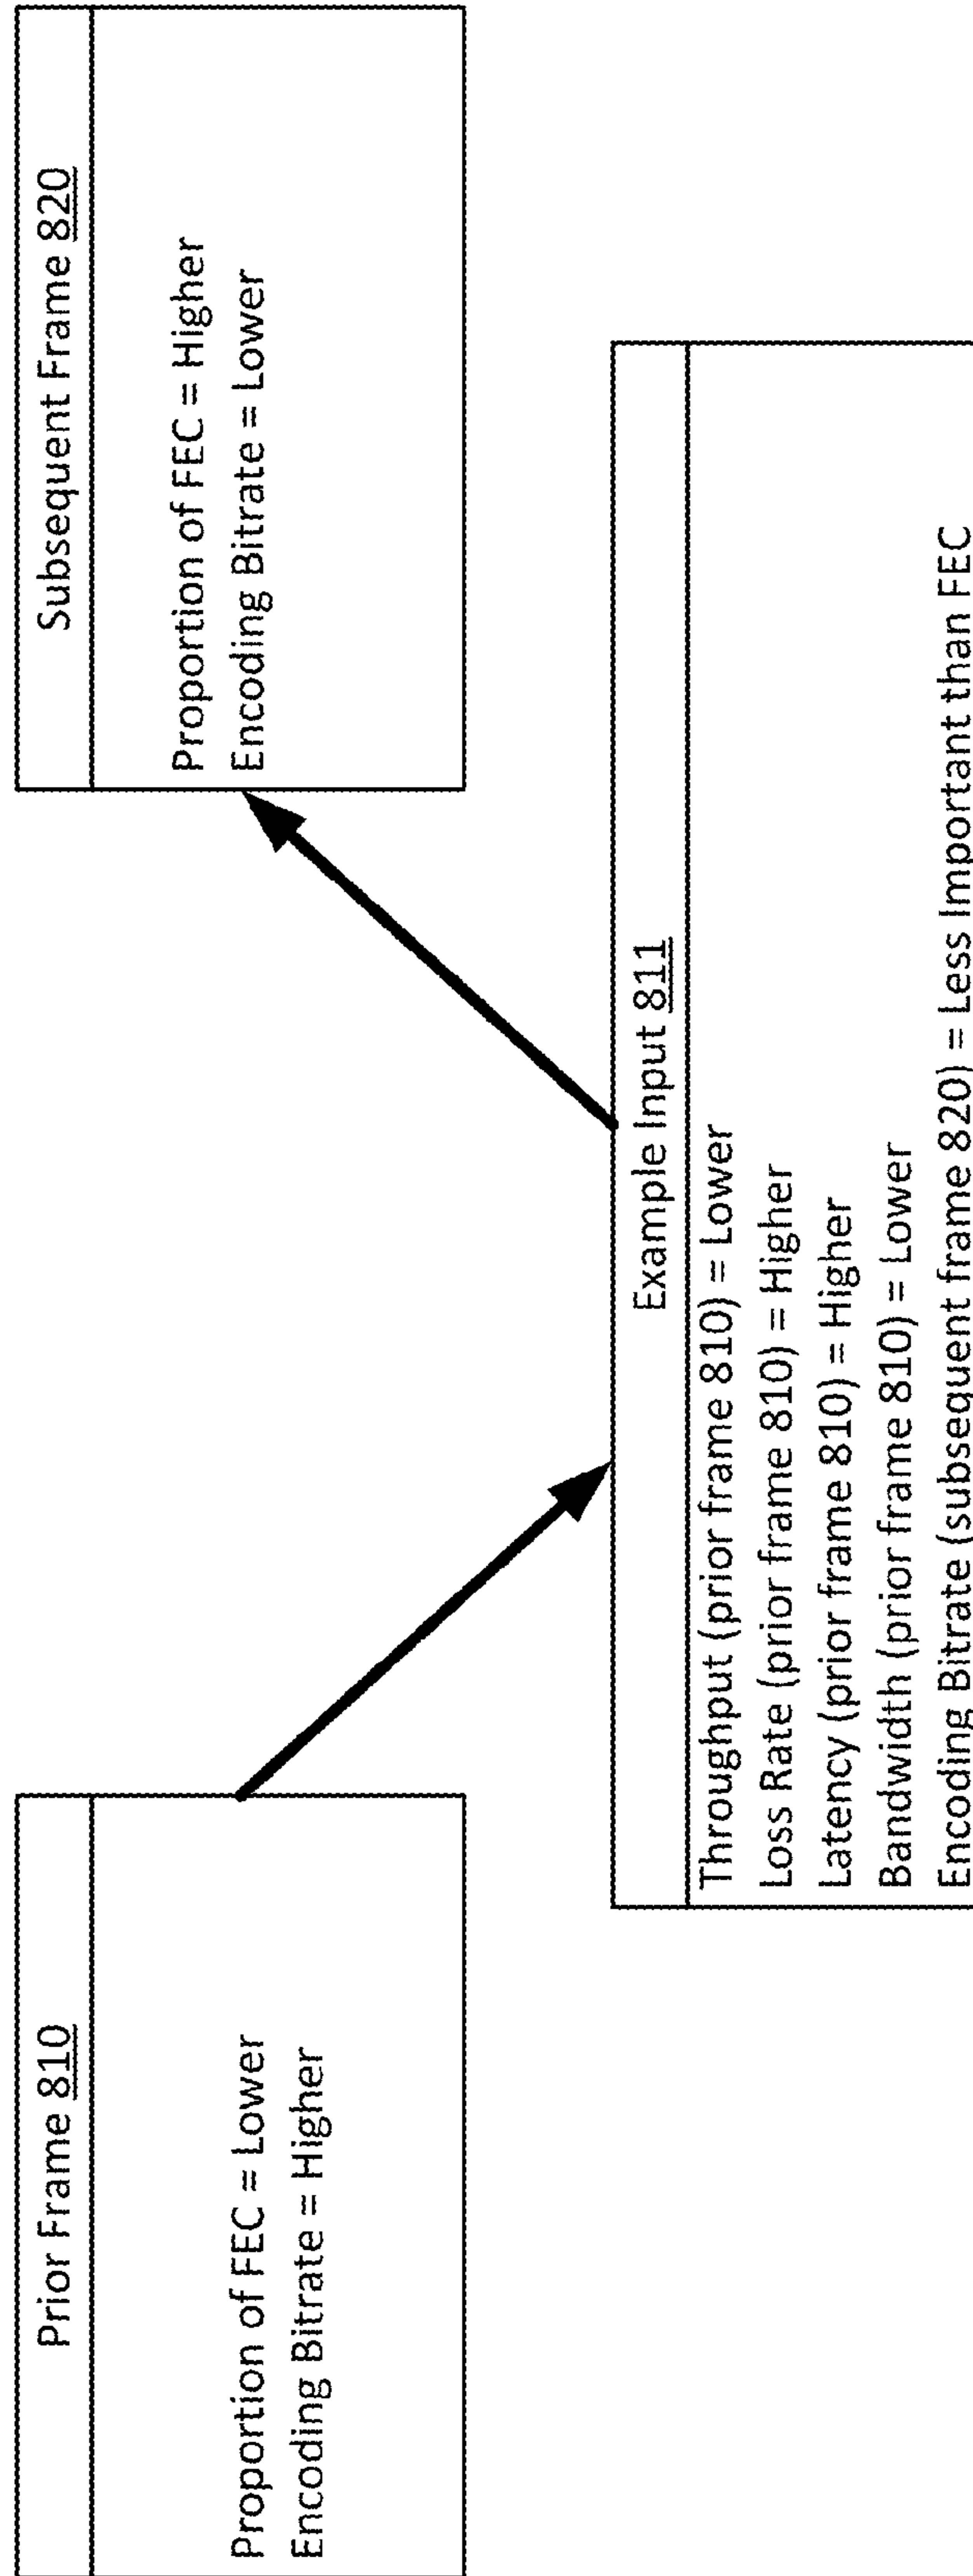 Prior Frame 810
Proportion of FEC = Lower
Encoding Bitrate = Higher
Subsequent Frame 820
Proportion of FEC = Higher
Encoding Bitrate = Lower
Example Input 811
Throughput (prior frame 810) = Lower
Loss Rate (prior frame 810) = Higher
Latency (prior frame 810) = Higher
Bandwidth (prior frame 810) = Lower
Encoding Bitrate (subsequent frame 820) = Less Important than FEC